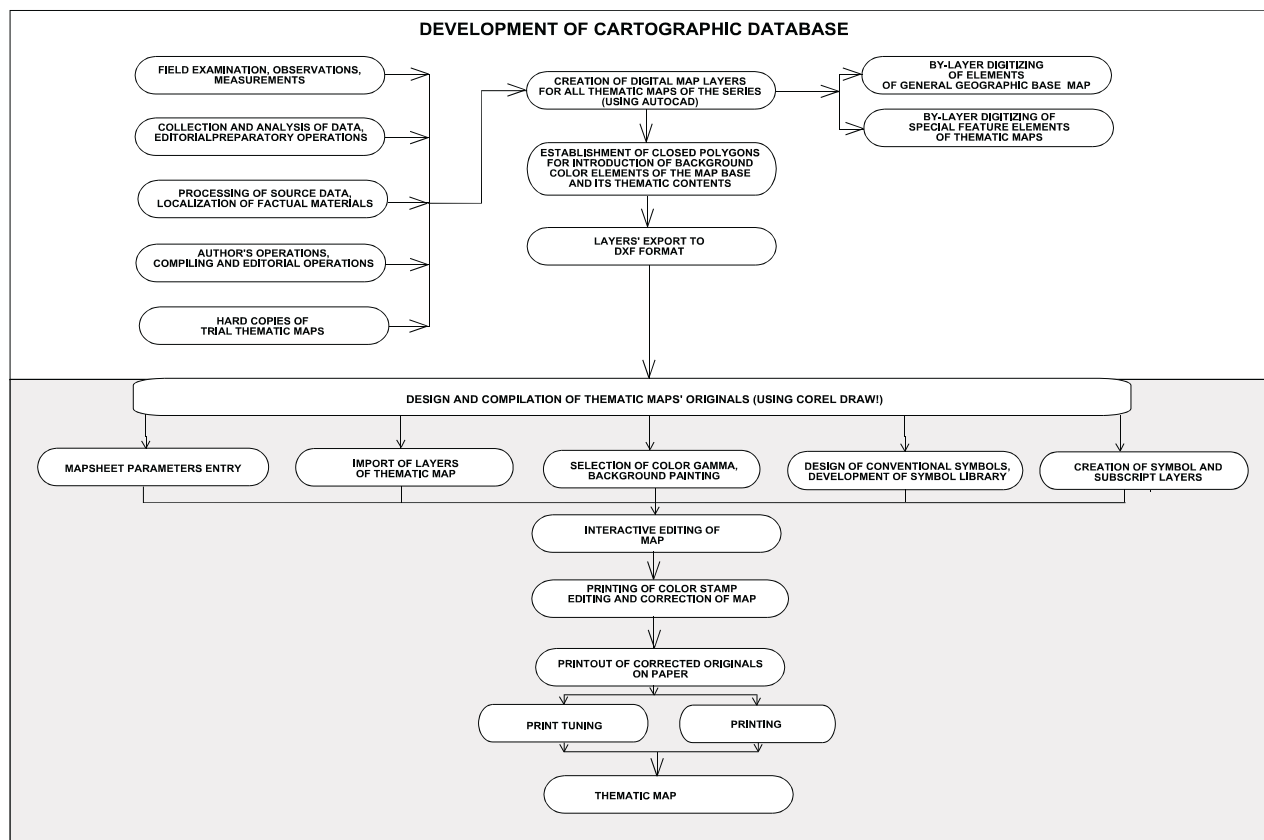 DEVELOPMENT OF CARTOGRAPHIC DATABASE
FIELD EXAMINATION, OBSERVATIONS,
MEASUREMENTS
COLLECTION AND ANALYSIS OF DATA,
EDITORIALPREPARATORY OPERATIONS
PROCESSING OF SOURCE DATA,
LOCALIZATION OF FACTUAL MATERIALS
AUTHOR'S OPERATIONS,
COMPILING AND EDITORIAL OPERATIONS
HARD COPIES OF
TRIAL THEMATIC MAPS
CREATION OF DIGITAL MAP LAYERS
FOR ALL THEMATIC MAPS OF THE SERIES
(USING AUTOCAD)
BY-LAYER DIGITIZING
OF ELEMENTS
OF GENERAL GEOGRAPHIC BASE MAP
BY-LAYER DIGITIZING OF
SPECIAL FEATURE ELEMENTS
OF THEMATIC MAPS
ESTABLISHMENT OF CLOSED POLYGONS
FOR INTRODUCTION OF BACKGROUND
COLOR ELEMENTS OF THE MAP BASE
AND ITS THEMATIC CONTENTS
LAYERS' EXPORT TO
DXF FORMAT
DESIGN AND COMPILATION OF THEMATIC MAPS' ORIGINALS (USING COREL DRAW!)
MAPSHEET PARAMETERS ENTRY
IMPORT OF LAYERS
OF THEMATIC MAP
SELECTION OF COLOR GAMMA,
BACKGROUND PAINTING
DESIGN OF CONVENTIONAL SYMBOLS,
DEVELOPMENT OF SYMBOL LIBRARY
CREATION OF SYMBOL AND
SUBSCRIPT LAYERS
INTERACTIVE EDITING OF
MAP
PRINTING OF COLOR STAMP
EDITING AND CORRECTION OF MAP
PRINTOUT OF CORRECTED ORIGINALS
ON PAPER
PRINT TUNING
PRINTING
THEMATIC MAP